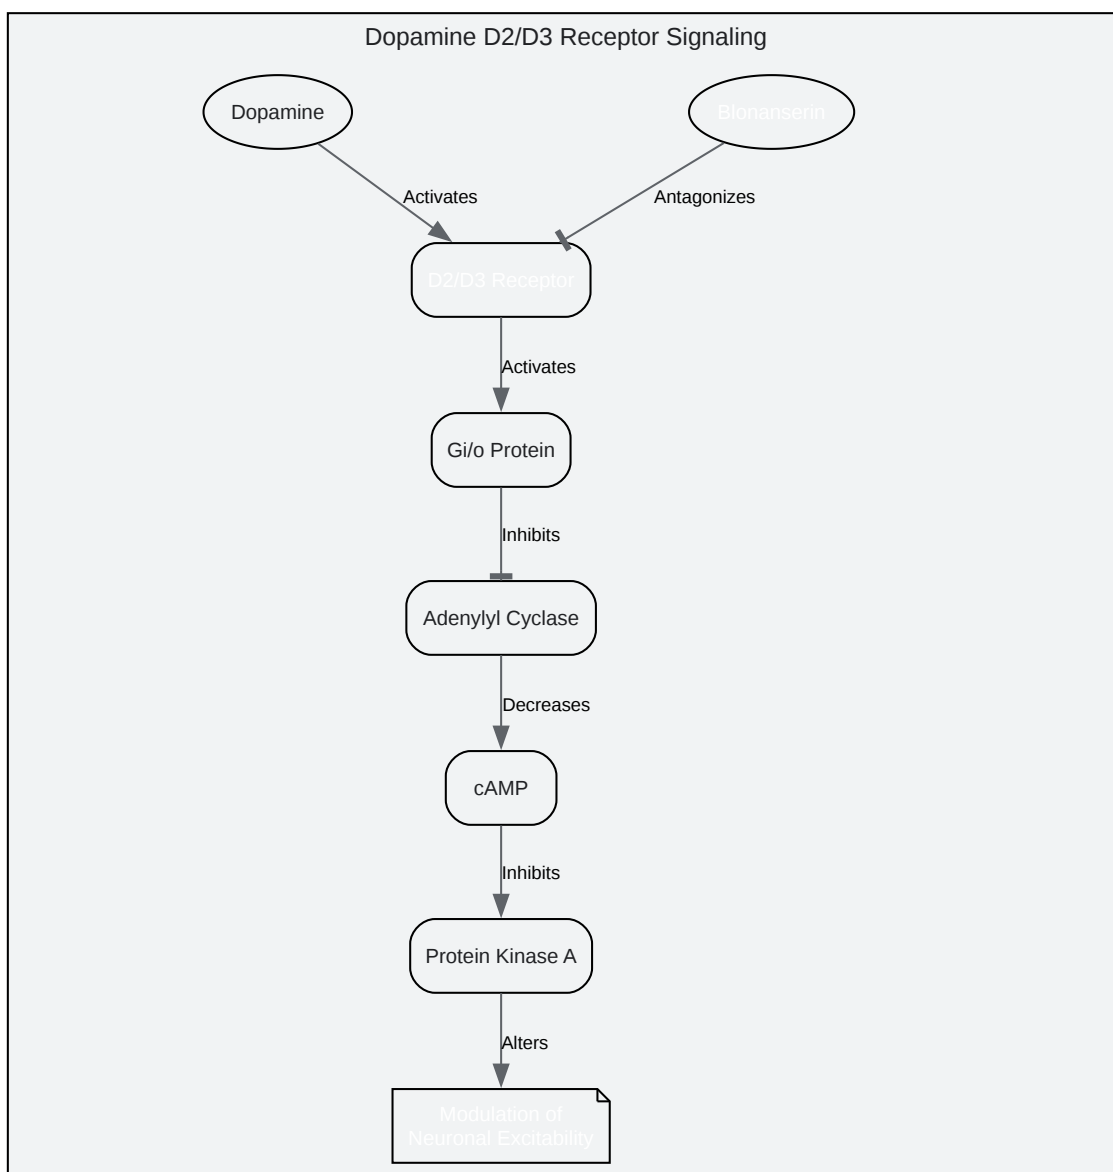 Dopamine D2/D3 Receptor Signaling
Dopamine
Blonanserin
Activates
Antagonizes
D2/D3 Receptor
Activates
Gi/o Protein
Inhibits
Adenylyl Cyclase
Decreases
cAMP
Inhibits
Protein Kinase A
Alters
Modulation of
Neuronal Excitability